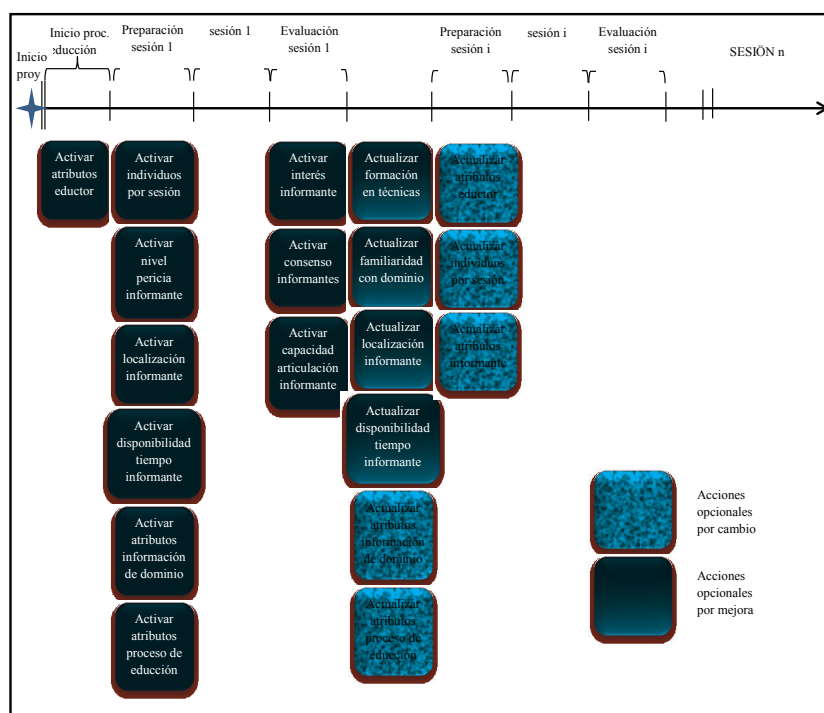 Inicio proc.
educción
Preparación
sesión 1
sesión 1
Evaluación
sesión 1
Preparación
sesión i
sesión i
Evaluación
sesión i
SESIÖN n
Inicio
proy
Activar
atributos
eductor
Activar
individuos
por sesión
Activar
nivel
pericia
informante
Activar
localización
informante
Activar
disponibilidad
tiempo
informante
Activar
atributos
información
de dominio
Activar
atributos
proceso de
educción
Activar
interés
informante
Activar
consenso
informantes
Activar
capacidad
articulación
informante
Actualizar
formación
en técnicas
Actualizar
familiaridad
con dominio
Actualizar
localización
informante
Actualizar
disponibilidad
tiempo
informante
Actualizar
atributos
información
de dominio
Actualizar
atributos
proceso de
educción
Actualizar
atributos
eductor
Actualizar
individuos
por sesión
Actualizar
atributos
informante
Acciones
opcionales
por cambio
Acciones
opcionales
por mejora